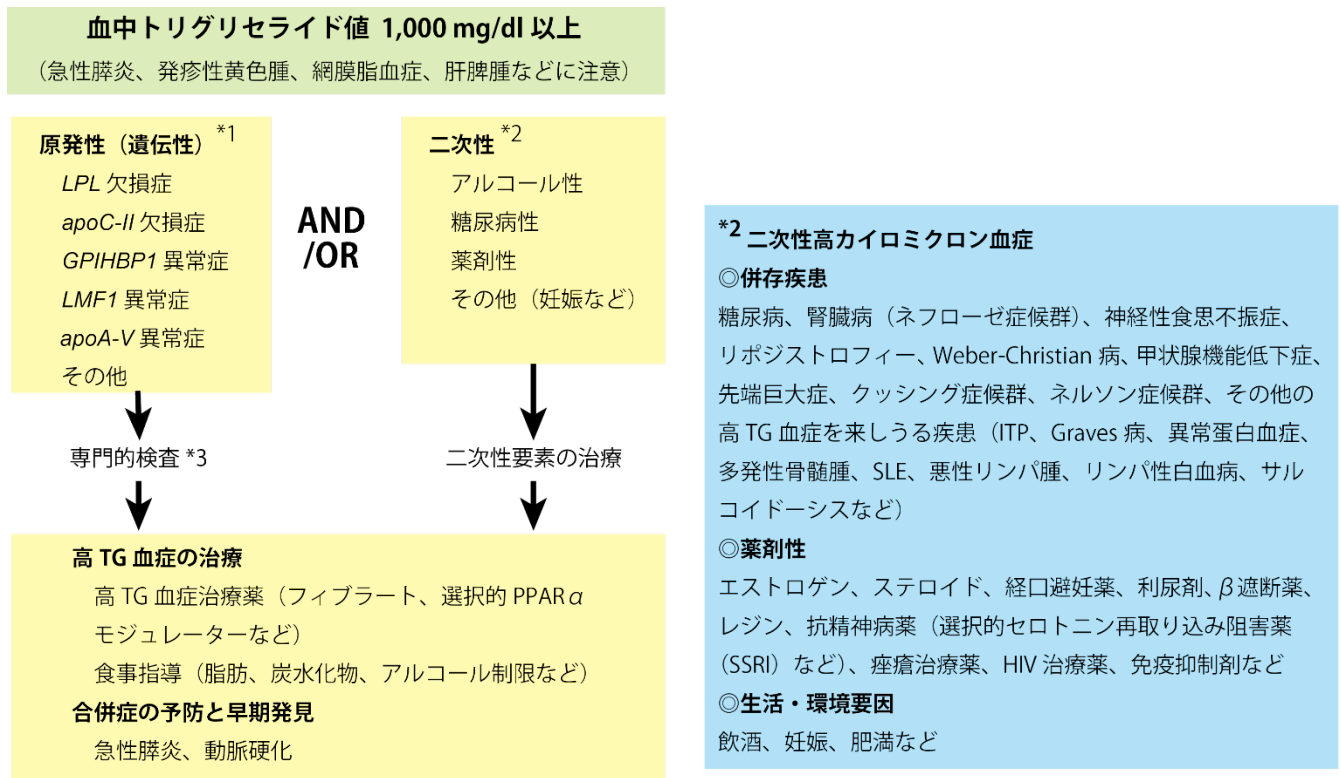 血中トリグリセライド値 1,000 mg/dl 以上
（急性膵炎、発疹性黄色腫、網膜脂血症、肝脾腫などに注意）
原発性（遺伝性）*1
LPL 欠損症
apoC-II 欠損症
GPIHBP1 異常症
LMF1 異常症
apoA-V 異常症
その他
AND
/OR
二次性 *2
アルコール性
糖尿病性
薬剤性
その他（妊娠など）
専門的検査 *3
二次性要素の治療
高 TG 血症の治療
高 TG 血症治療薬（フィブラート、選択的 PPARα
モジュレーターなど）
食事指導（脂肪、炭水化物、アルコール制限など）
合併症の予防と早期発見
急性膵炎、動脈硬化
*2 二次性高カイロミクロン血症
◎併存疾患
糖尿病、腎臓病（ネフローゼ症候群）、神経性食思不振症、
リポジストロフィー、Weber-Christian 病、甲状腺機能低下症、
先端巨大症、クッシング症候群、ネルソン症候群、その他の
高 TG 血症を来しうる疾患（ITP、Graves 病、異常蛋白血症、
多発性骨髄腫、SLE、悪性リンパ腫、リンパ性白血病、サル
コイドーシスなど）
◎薬剤性
エストロゲン、ステロイド、経口避妊薬、利尿剤、β遮断薬、
レジン、抗精神病薬（選択的セロトニン再取り込み阻害薬
（SSRI）など）、座瘡治療薬、HIV 治療薬、免疫抑制剤など
◎生活・環境要因
飲酒、妊娠、肥満など